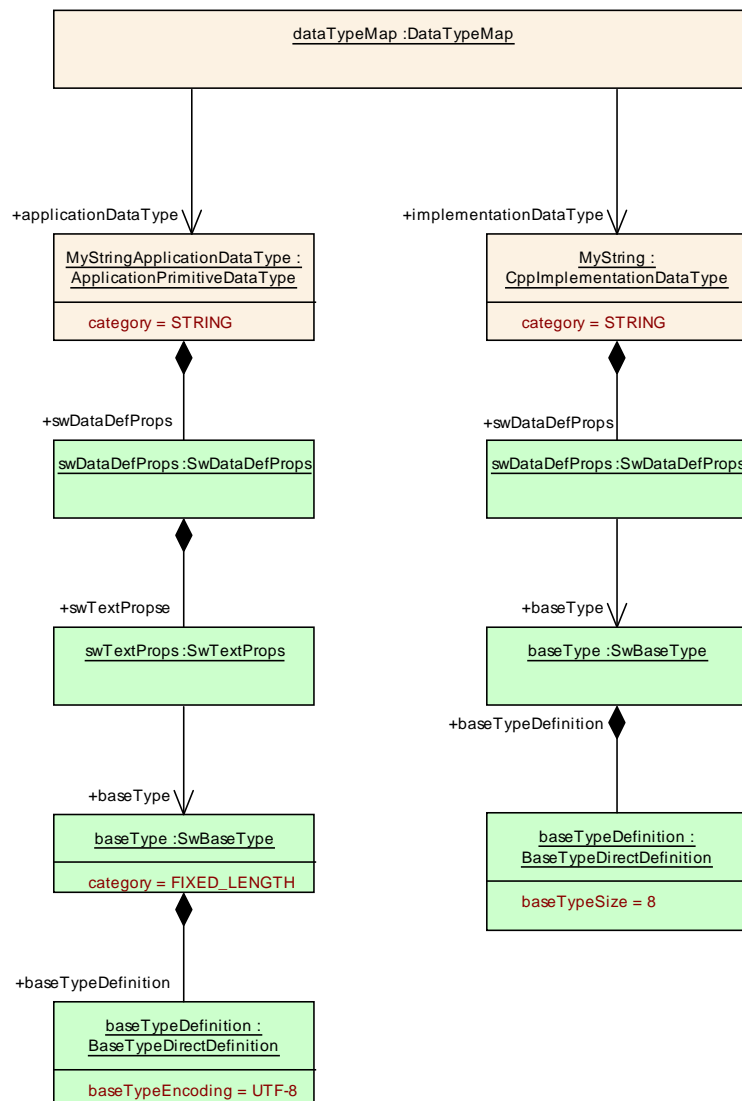 dataTypeMap :DataTypeMap
+applicationDataType
+implementationDataType
MyStringApplicationDataType :
ApplicationPrimitiveDataType
category = STRING
MyString :
CppImplementationDataType
category = STRING
+swDataDefProps
+swDataDefProps
swDataDefProps :SwDataDefProps
swDataDefProps :SwDataDefProps
+swTextPropse
+baseType
swTextProps :SwTextProps
baseType :SwBaseType
+baseTypeDefinition
+baseType
baseType :SwBaseType
category = FIXED_LENGTH
baseTypeDefinition :
BaseTypeDirectDefinition
baseTypeSize = 8
+baseTypeDefinition
baseTypeDefinition :
BaseTypeDirectDefinition
baseTypeEncoding = UTF-8